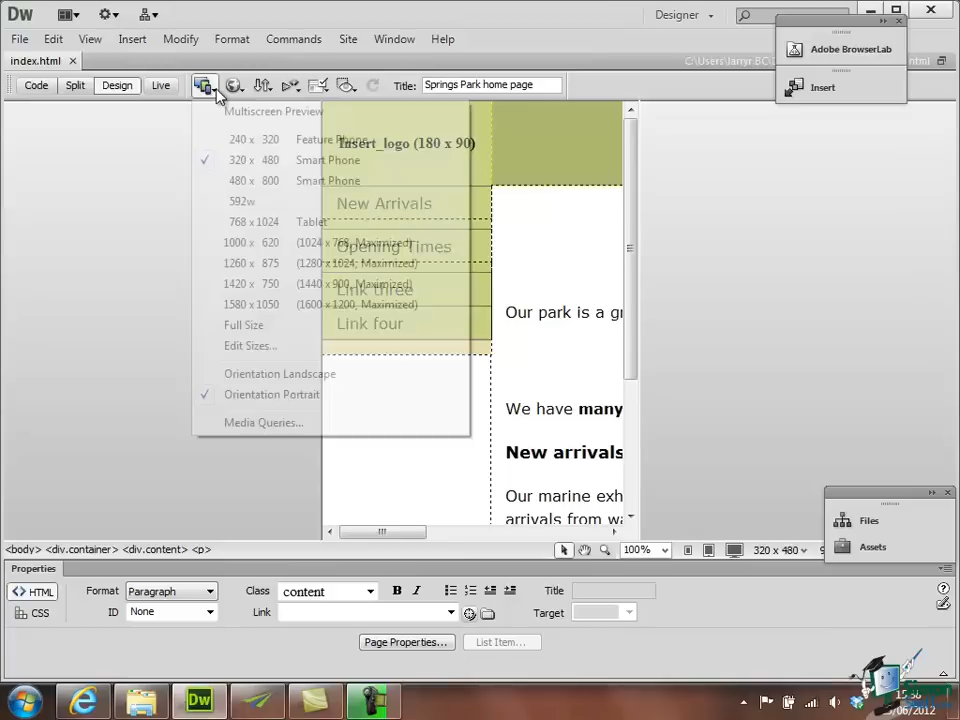 Dw
Designer
File Edit View Insert Modify Format Commands Site Window Help
Adobe BrowserLab
Insert
index.html
Code Split Design Live
Title: Springs Park home page
Multiscreen Preview
240 x 320 Feature Phone
320 x 480 Smart Phone
480 x 800 Smart Phone
592w
768 x 1024 Tablet
1000 x 620 (1024 x 768, Maximized)
1260 x 875 (1280 x 1024, Maximized)
1420 x 750 (1440 x 900, Maximized)
1580 x 1050 (1600 x 1200, Maximized)
Full Size
Edit Sizes...
Orientation Landscape
Orientation Portrait
Media Queries...
Insert_logo (180 x 90)
New Arrivals
Opening Times
Link three
Link four
Our park is a gr
We have many
New arrivals
Our marine exh
arrivals from wa
Files
Assets
<body> <div.container> <div.content> <p>
100%
320 x 480
Properties
HTML
CSS
Format Paragraph
ID None
Class content
Link
Title
Target
Page Properties...
List Item...
Dw